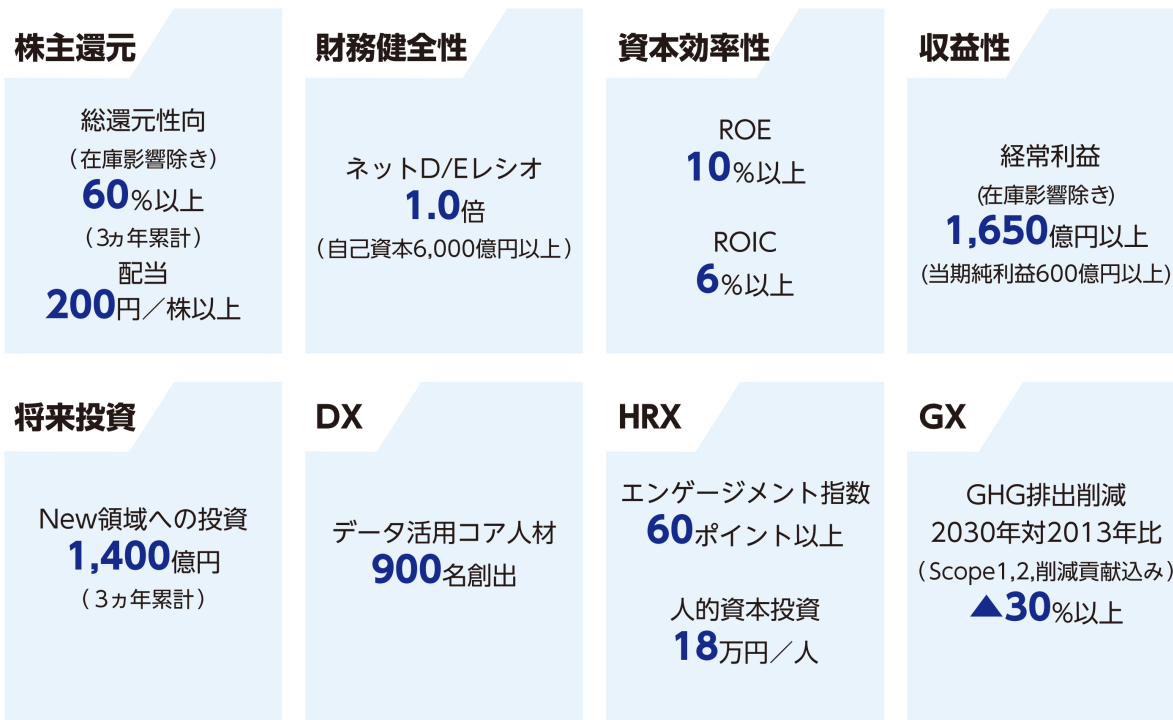 株主還元
総還元性向
（在庫影響除き）
60%以上
（3ヵ年累計）
配当
200円／株以上
財務健全性
ネットD/Eレシオ
1.0倍
（自己資本6,000億円以上）
資本効率性
ROE
10%以上
ROIC
6%以上
収益性
経常利益
(在庫影響除き)
1,650億円以上
(当期純利益600億円以上)
将来投資
New領域への投資
1,400億円
（3ヵ年累計）
DX
データ活用コア人材
900名創出
HRX
エンゲージメント指数
60ポイント以上
人的資本投資
18万円／人
GX
GHG排出削減
2030年対2013年比
（Scope1,2,削減貢献込み）
▲30%以上